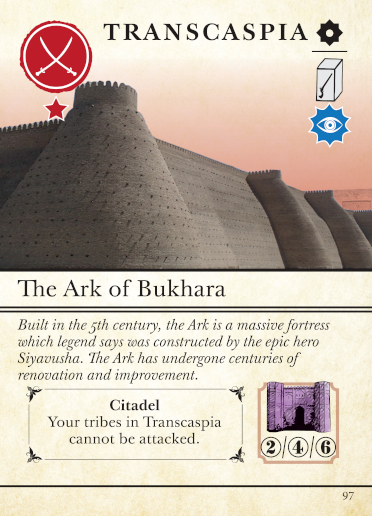 TRANSCASPIA
The Ark of Bukhara
Built in the 5th century, the Ark is a massive fortress
which legend says was constructed by the epic hero
Siyavusha. The Ark has undergone centuries of
renovation and improvement.
Citadel
Your tribes in Transcaspia
cannot be attacked.
2/4/6
97